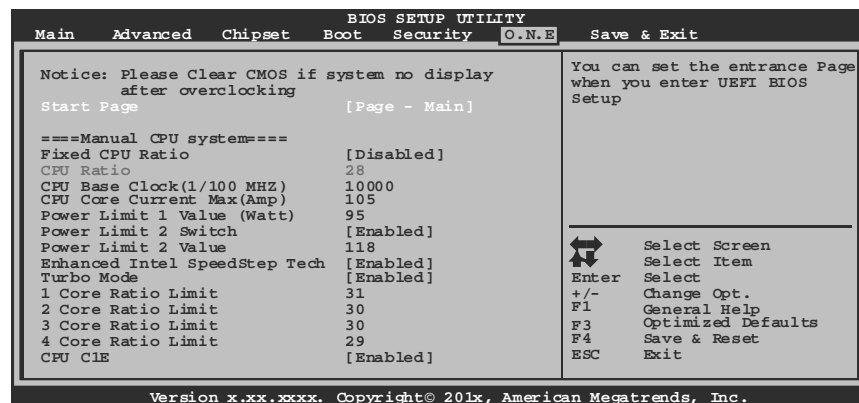 BIOS SETUP UTILITY
Main Advanced Chipset Boot Security O.N.E Save & Exit
Notice: Please Clear CMOS if system no display
after overclocking
Start Page [Page - Main]
====Manual CPU system====
Fixed CPU Ratio [Disabled]
CPU Ratio 28
CPU Base Clock(1/100 MHZ) 10000
CPU Core Current Max(Amp) 105
Power Limit 1 Value (Watt) 95
Power Limit 2 Switch [Enabled]
Power Limit 2 Value 118
Enhanced Intel SpeedStep Tech [Enabled]
Turbo Mode [Enabled]
1 Core Ratio Limit 31
2 Core Ratio Limit 30
3 Core Ratio Limit 30
4 Core Ratio Limit 29
CPU C1E [Enabled]
You can set the entrance Page
when you enter UEFI BIOS
Setup
Select Screen
Select Item
Enter Select
+/- Change Opt.
F1 General Help
F3 Optimized Defaults
F4 Save & Reset
ESC Exit
Version x.xx.xxxx. Copyright© 201x, American Megatrends, Inc.